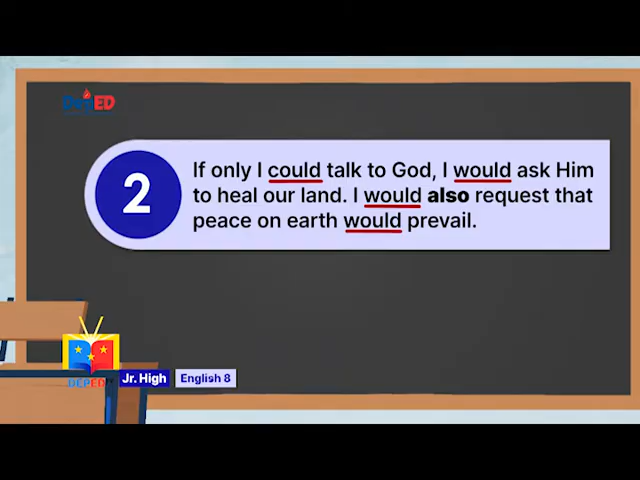 DepED
2
If only I could talk to God, I would ask Him
to heal our land. I would also request that
peace on earth would prevail.
DEPED
Jr. High
English 8